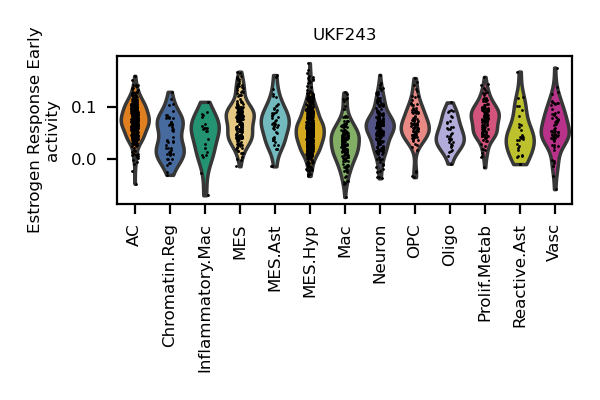 UKF243
Estrogen Response Early
activity
0.1
0.0
AC
Chromatin.Reg
Inflammatory.Mac
MES
MES.Ast
MES.Hyp
Mac
Neuron
OPC
Oligo
Prolif.Metab
Reactive.Ast
Vasc